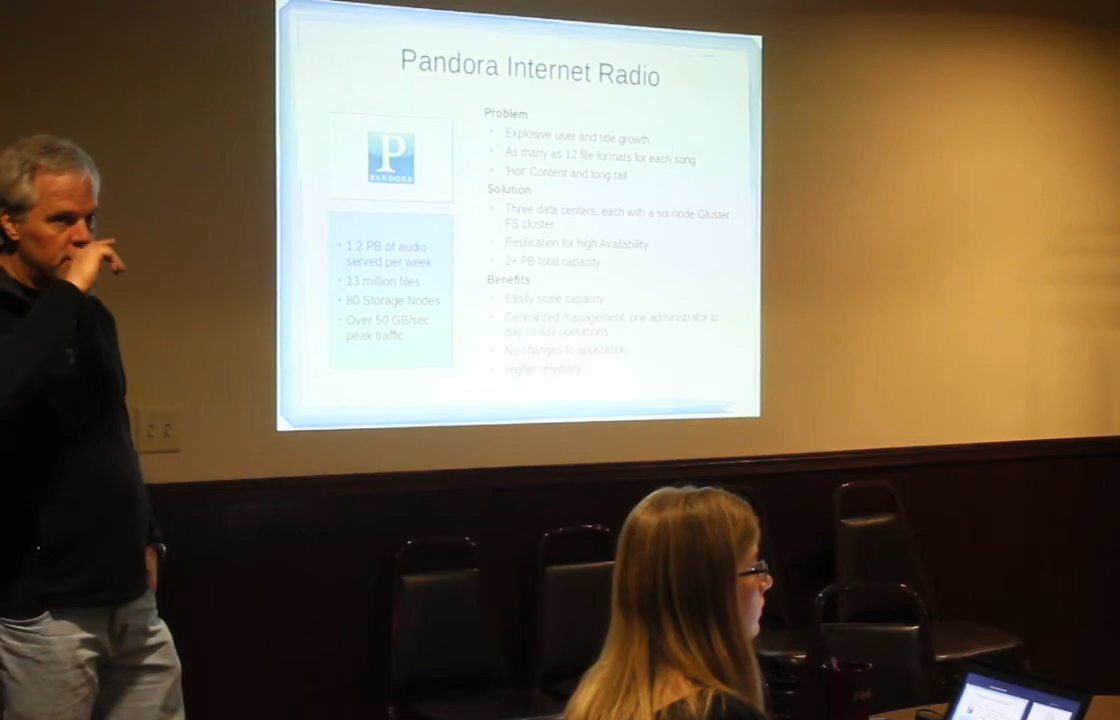 Pandora Internet Radio
P
PANDORA
• 1.2 PB of audio
served per week
• 13 million files
• 80 Storage Nodes
• Over 50 GB/sec
peak traffic
Problem
• Explosive user and title growth
• As many as 12 file formats for each song
• 'Hot' Content and long tail
Solution
• Three data centers, each with a six-node Gluster
FS cluster
• Replication for high Availability
• 2+ PB total capacity
Benefits
• Easily scale capacity
• Centralized management, one administrator to
day-to-day operations
• No changes to application
• Higher reliability